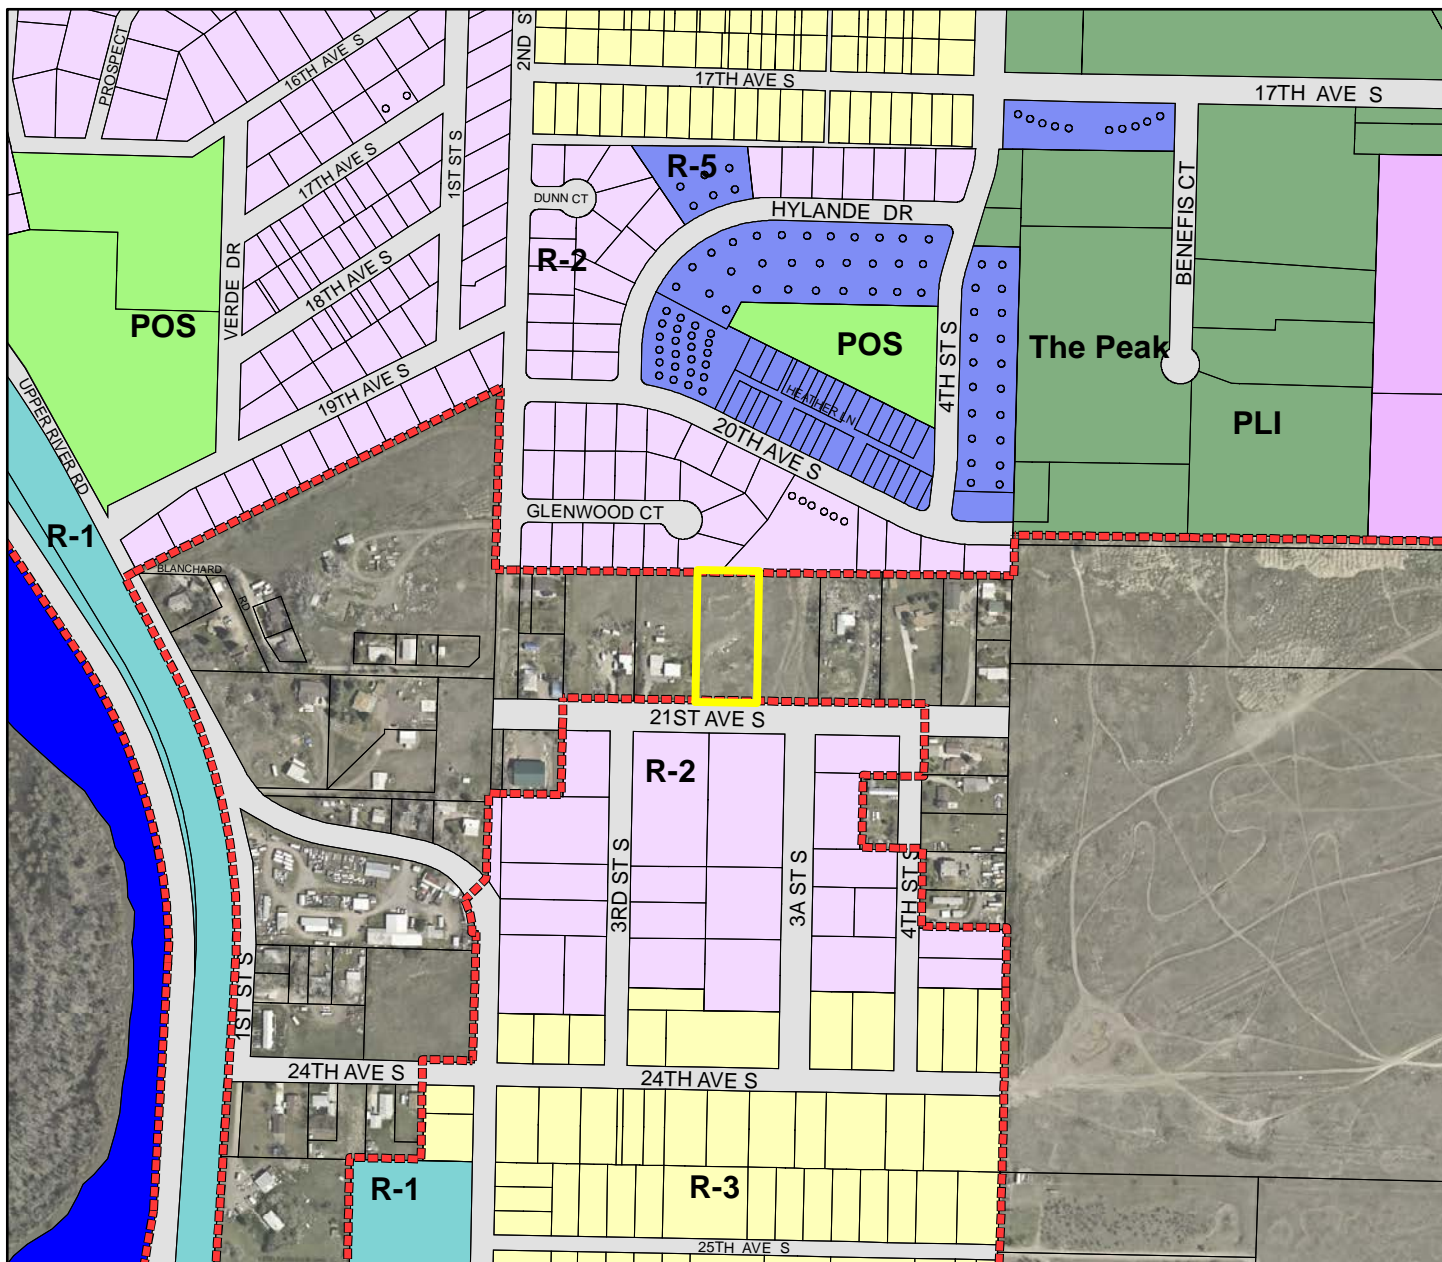 PROSPECT
16TH AVE S
2ND ST
17TH AVE S
17TH AVE S
1ST ST S
17TH AVE S
R-5
DUNN CT
HYLANDE DR
BENEFIS CT
R-2
VERDE DR
18TH AVE S
POS
POS
The Peak
4TH ST S
19TH AVE S
HEATHER LN
UPPER RIVER RD
20TH AVE S
PLI
GLENWOOD CT
R-1
BLANCHARD
RD
21ST AVE S
R-2
3RD ST S
3A ST S
4TH ST S
1ST ST S
24TH AVE S
24TH AVE S
R-1
R-3
25TH AVE S